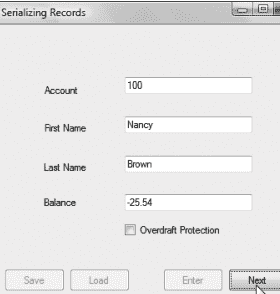 Serializing Records
Account 100
First Name Nancy
Last Name Brown
Balance -25.54
Overdraft Protection
Save Load Enter Next